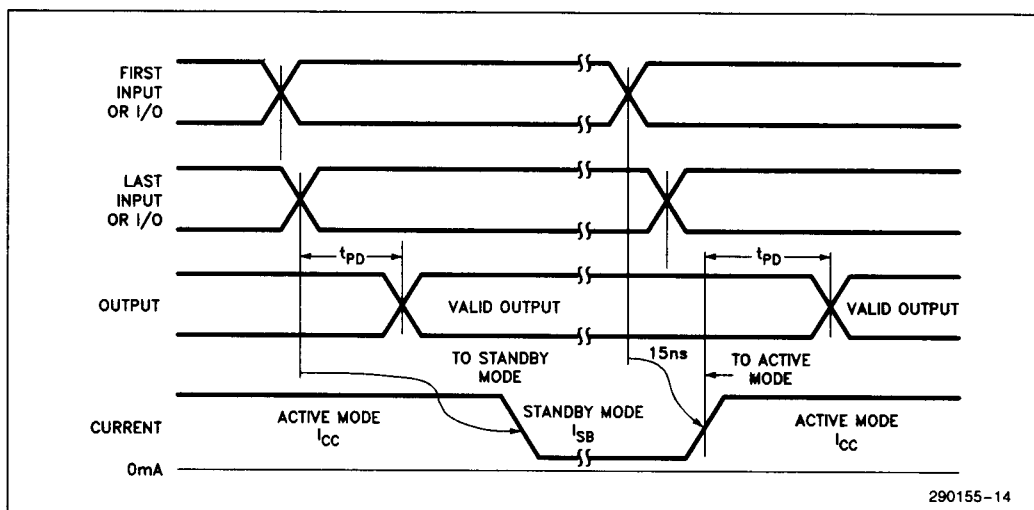 FIRST
INPUT
OR I/O
LAST
INPUT
OR I/O
tPD
tPD
OUTPUT
VALID OUTPUT
VALID OUTPUT
TO STANDBY
MODE
15ns
TO ACTIVE
MODE
CURRENT
ACTIVE MODE
ICC
STANDBY MODE
ISB
ACTIVE MODE
ICC
0mA
290155-14